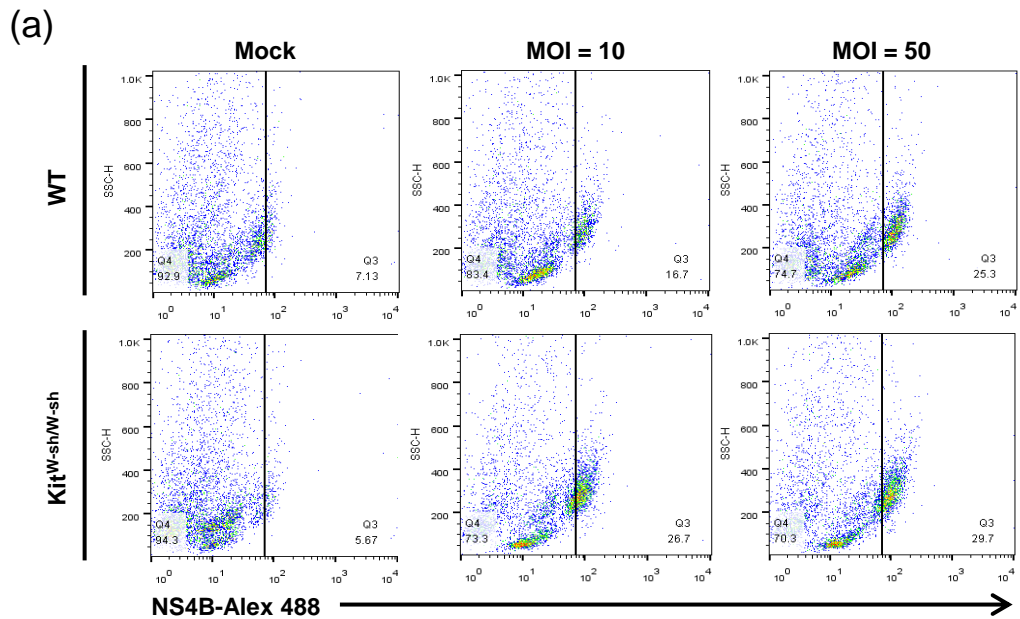 (a)
Mock MOI = 10 MOI = 50
WT
1.0K
800
600
400
200
SSC-H
Q4
92.9
Q3
7.13
10^0 10^1 10^2 10^3 10^4
1.0K
800
600
400
200
SSC-H
Q4
83.4
Q3
16.7
10^0 10^1 10^2 10^3 10^4
1.0K
800
600
400
200
SSC-H
Q4
74.7
Q3
25.3
10^0 10^1 10^2 10^3 10^4
Kit^W-sh/W-sh
1.0K
800
600
400
200
SSC-H
Q4
94.3
Q3
5.67
10^0 10^1 10^2 10^3 10^4
1.0K
800
600
400
200
SSC-H
Q4
73.3
Q3
26.7
10^0 10^1 10^2 10^3 10^4
1.0K
800
600
400
200
SSC-H
Q4
70.3
Q3
29.7
10^0 10^1 10^2 10^3 10^4
NS4B-Alex 488